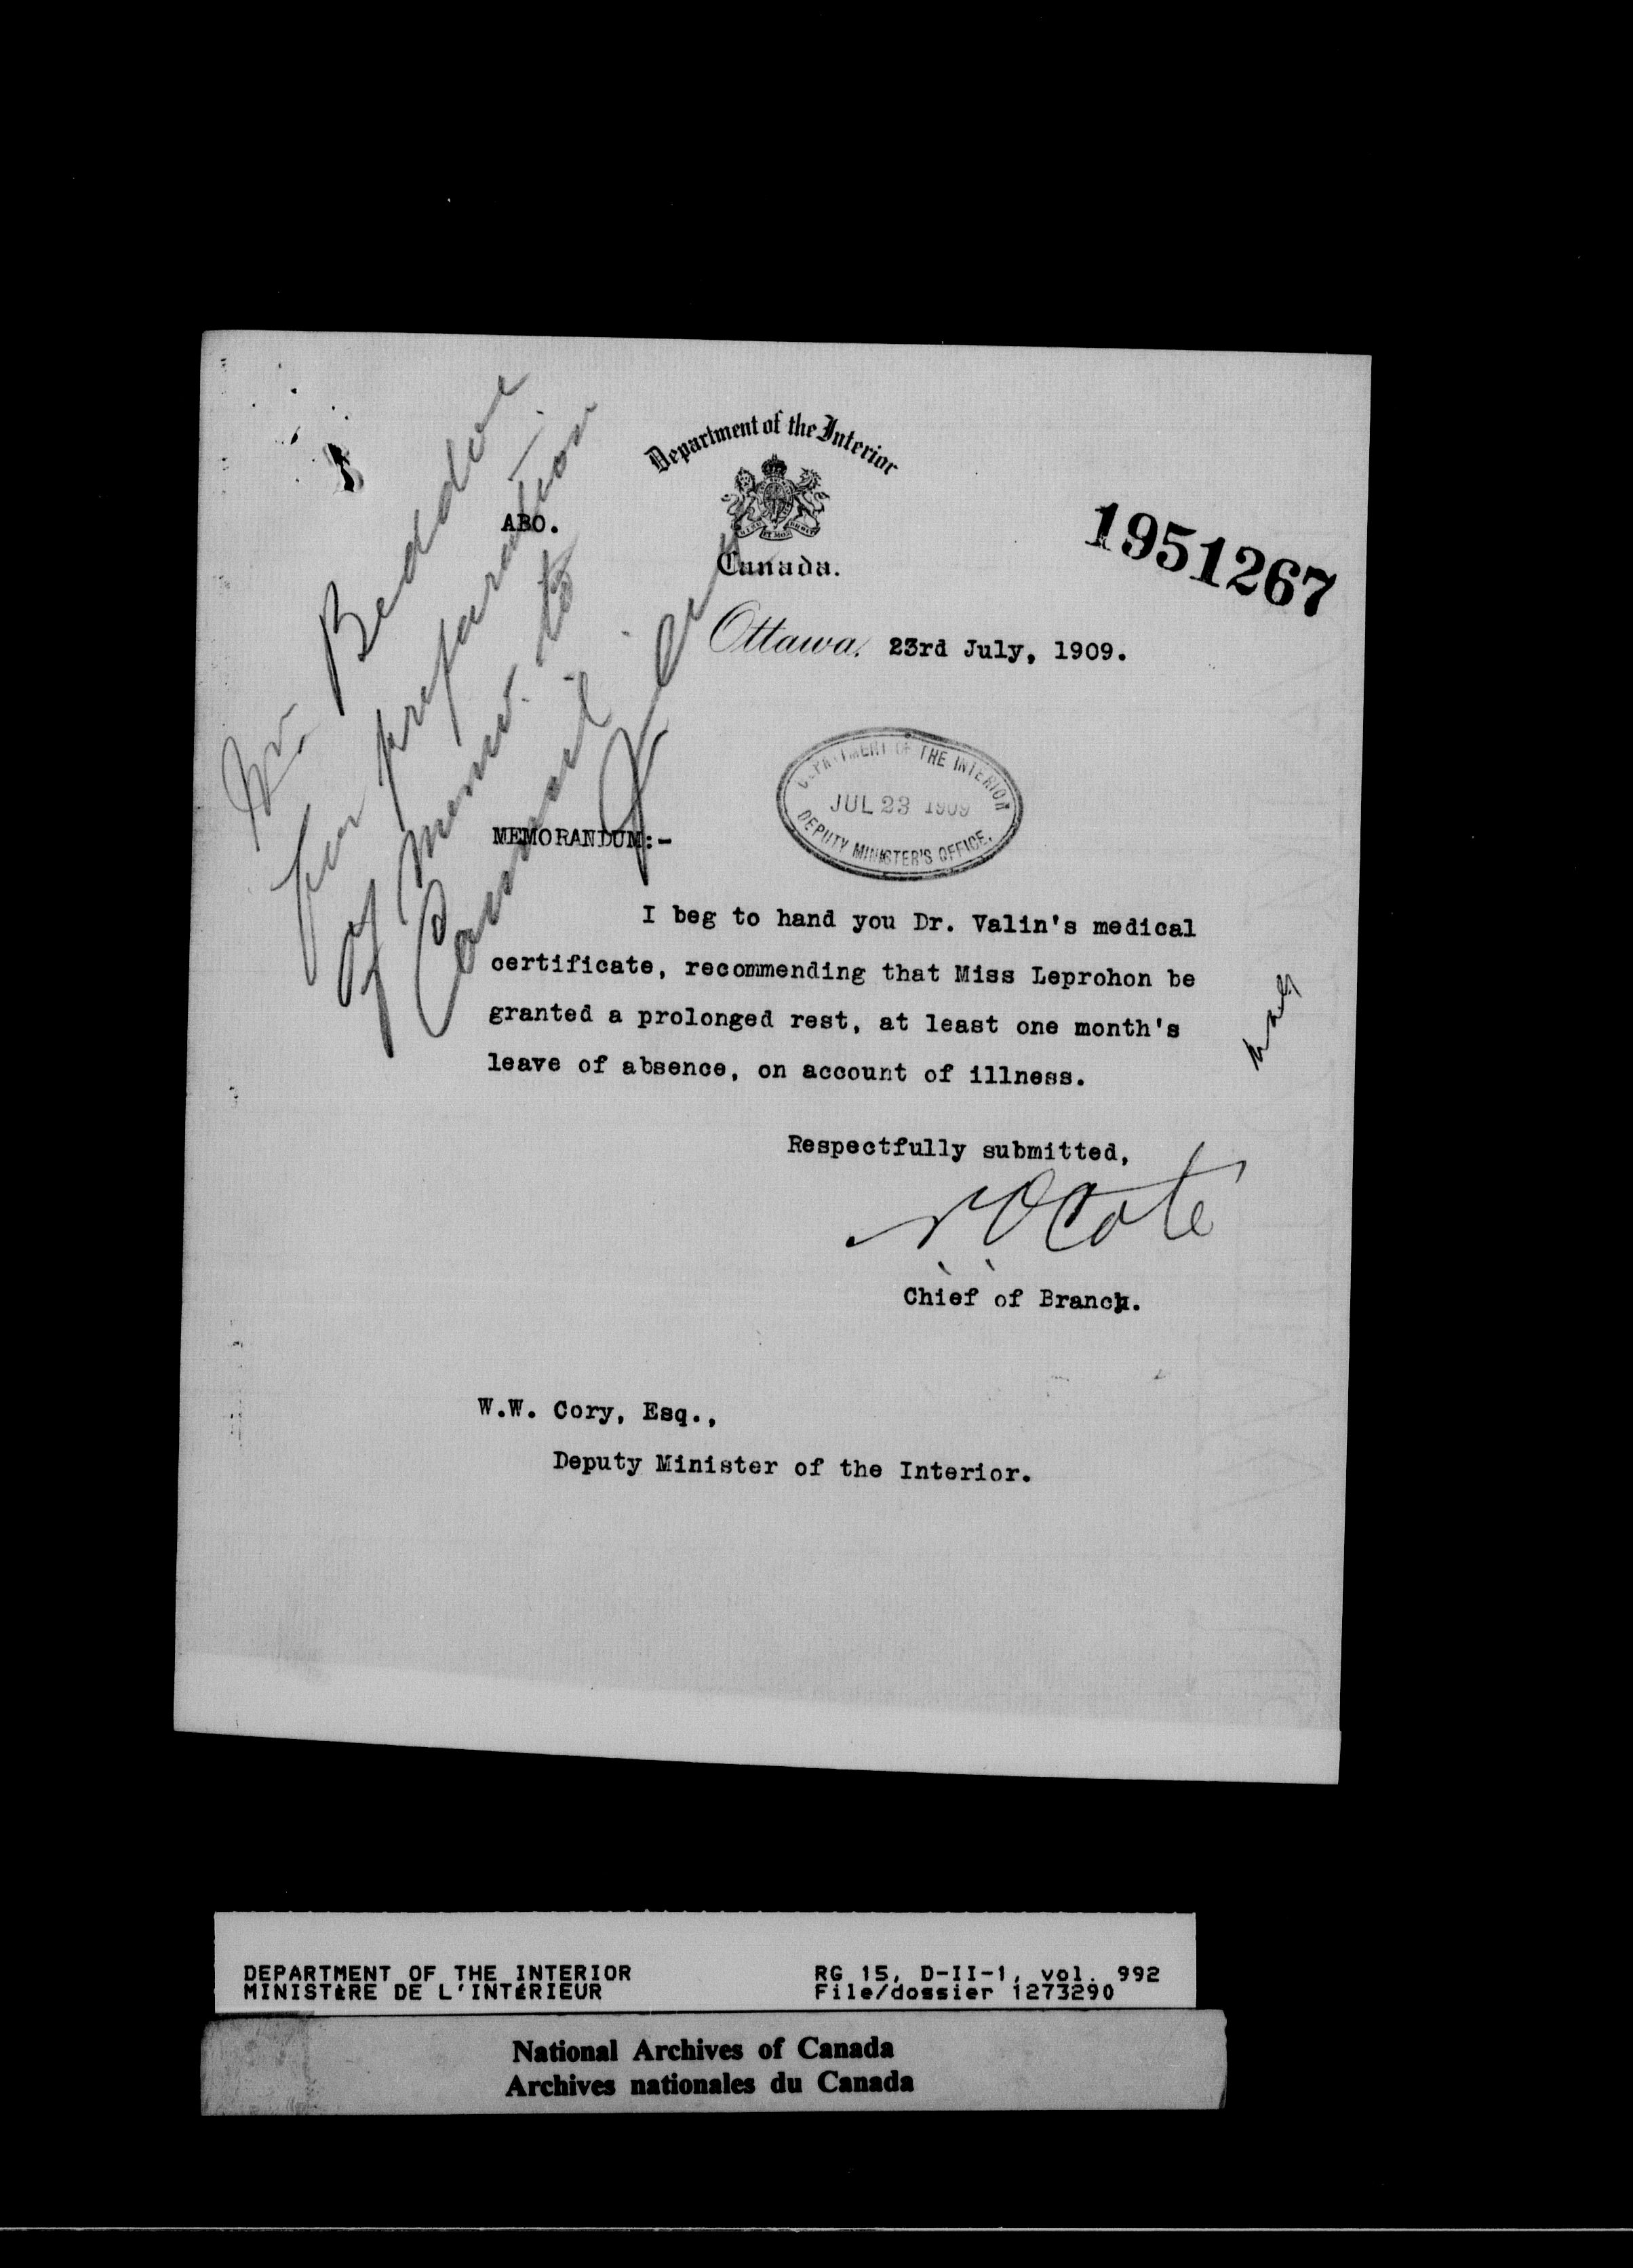 Department of the Interior
Canada.
ABO.
1951267
Ottawa, 23rd July, 1909.
Mr. Beddoe
for preparation
of memo. to
Council
DEPARTMENT OF THE INTERIOR
JUL 23 1909
DEPUTY MINISTER'S OFFICE.
MEMORANDUM:-
I beg to hand you Dr. Valin's medical
certificate, recommending that Miss Leprohon be
granted a prolonged rest, at least one month's
leave of absence, on account of illness.
Respectfully submitted,
N O Coté
Chief of Branch.
W.W. Cory, Esq.,
Deputy Minister of the Interior.
DEPARTMENT OF THE INTERIOR RG 15, D-II-1, vol. 992
MINISTÈRE DE L'INTÉRIEUR File/dossier 1273290
National Archives of Canada
Archives nationales du Canada